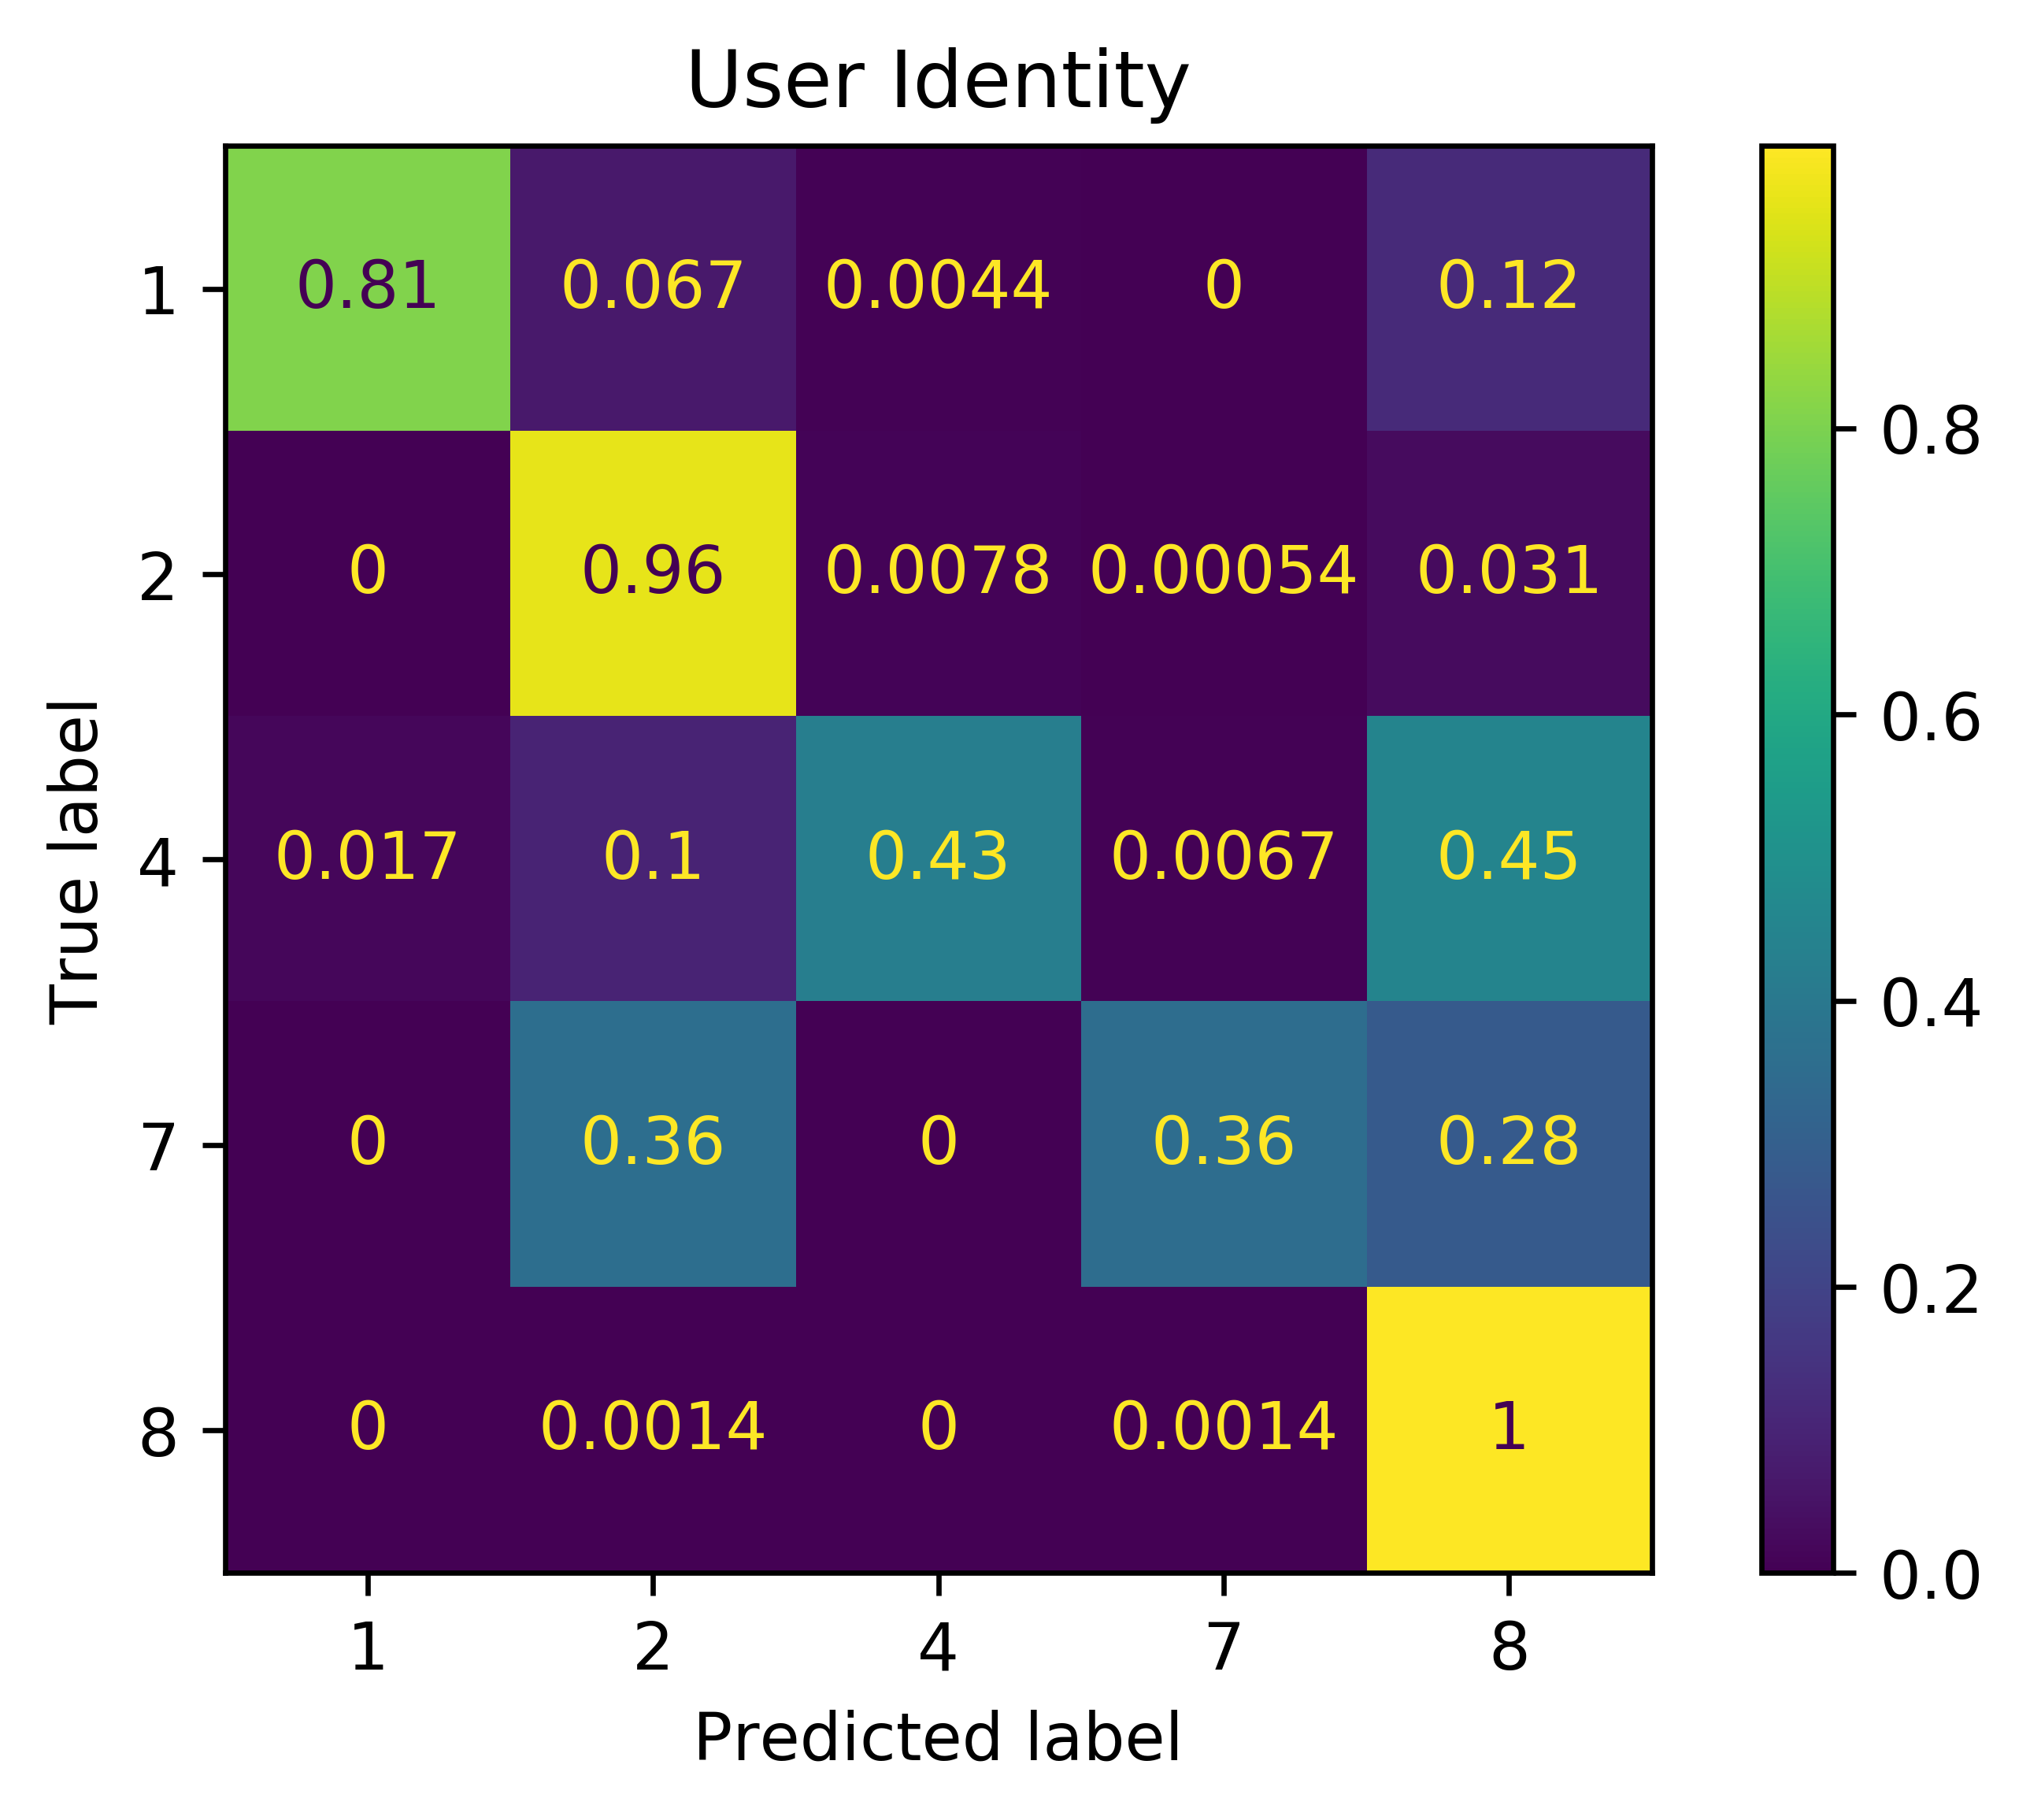 User Identity
1 0.81 0.067 0.0044 0 0.12 0.8
2 0 0.96 0.0078 0.00054 0.031 0.6
True label
4 0.017 0.1 0.43 0.0067 0.45 0.4
7 0 0.36 0 0.36 0.28 0.2
8 0 0.0014 0 0.0014 1 0.0
1 2 4 7 8
Predicted label